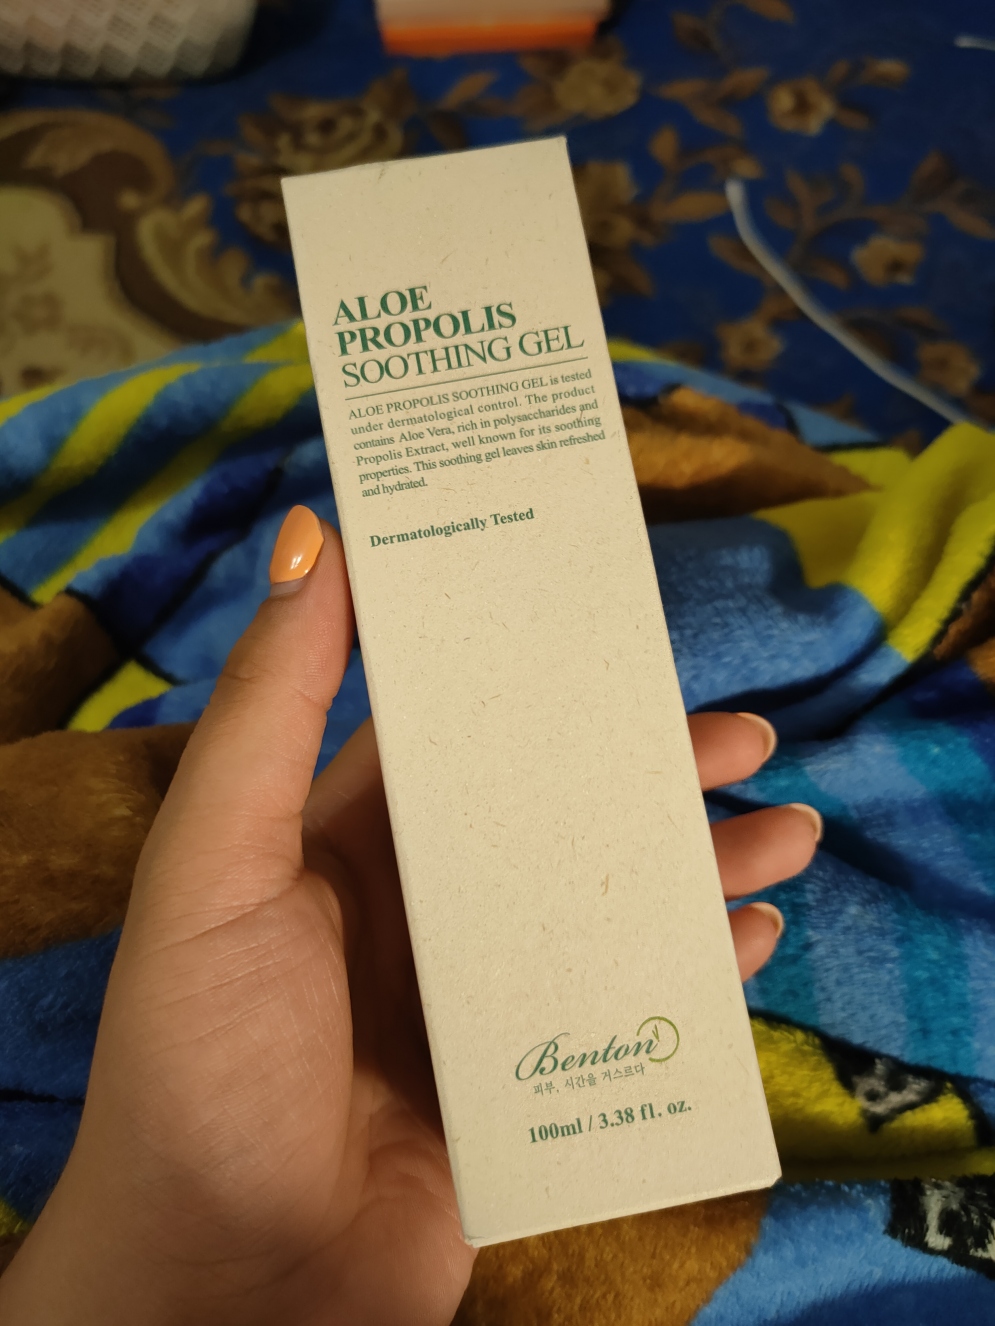 ALOE
PROPOLIS
SOOTHING GEL
ALOE PROPOLIS SOOTHING GEL is tested
under dermatological control. The product
contains Aloe Vera, rich in polysaccharides and
Propolis Extract, well known for its soothing
properties. This soothing gel leaves skin refreshed
and hydrated.
Dermatologically Tested
Benton
피부, 시간을 거스르다
100ml / 3.38 fl. oz.